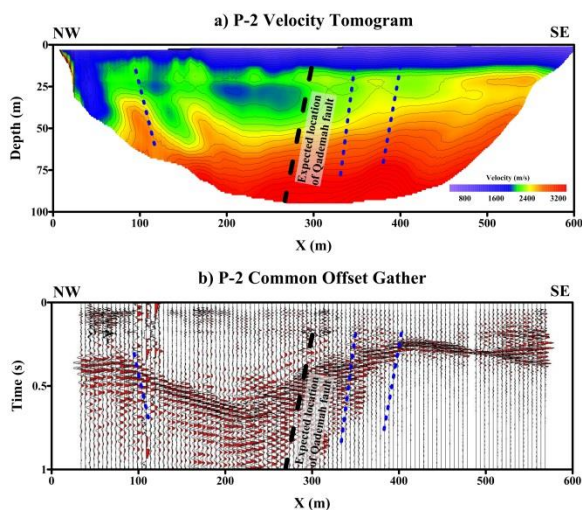 a) P-2 Velocity Tomogram
NW SE
0
25
50
75
100
Depth (m)
Expected location
of Qademah fault
Velocity (m/s)
800 1600 2400 3200
0 100 200 300 400 500 600
X (m)
b) P-2 Common Offset Gather
NW SE
0
0.5
1
Time (s)
Expected location
of Qademah fault
0 100 200 300 400 500 600
X (m)